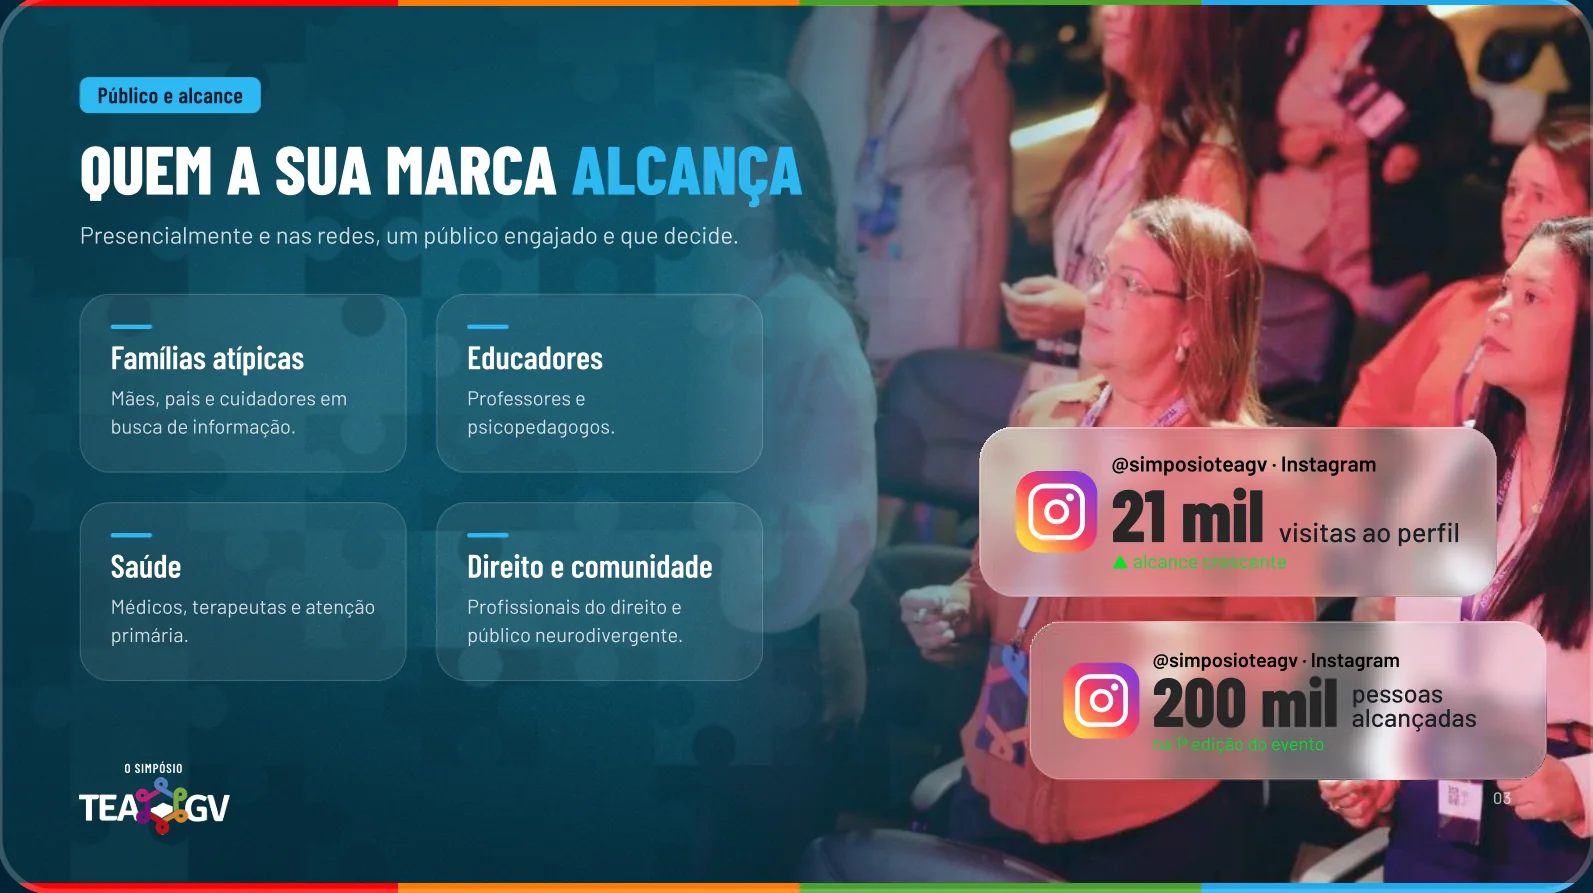 Público e alcance
QUEM A SUA MARCA ALCANÇA
Presencialmente e nas redes, um público engajado e que decide.
Famílias atípicas
Mães, pais e cuidadores em
busca de informação.
Educadores
Professores e
psicopedagogos.
Saúde
Médicos, terapeutas e atenção
primária.
Direito e comunidade
Profissionais do direito e
público neurodivergente.
@simposioteagv · Instagram
21 mil visitas ao perfil
▲ alcance crescente
@simposioteagv · Instagram
200 mil pessoas
alcançadas
na 1ª edição do evento
O SIMPÓSIO
TEA GV
03